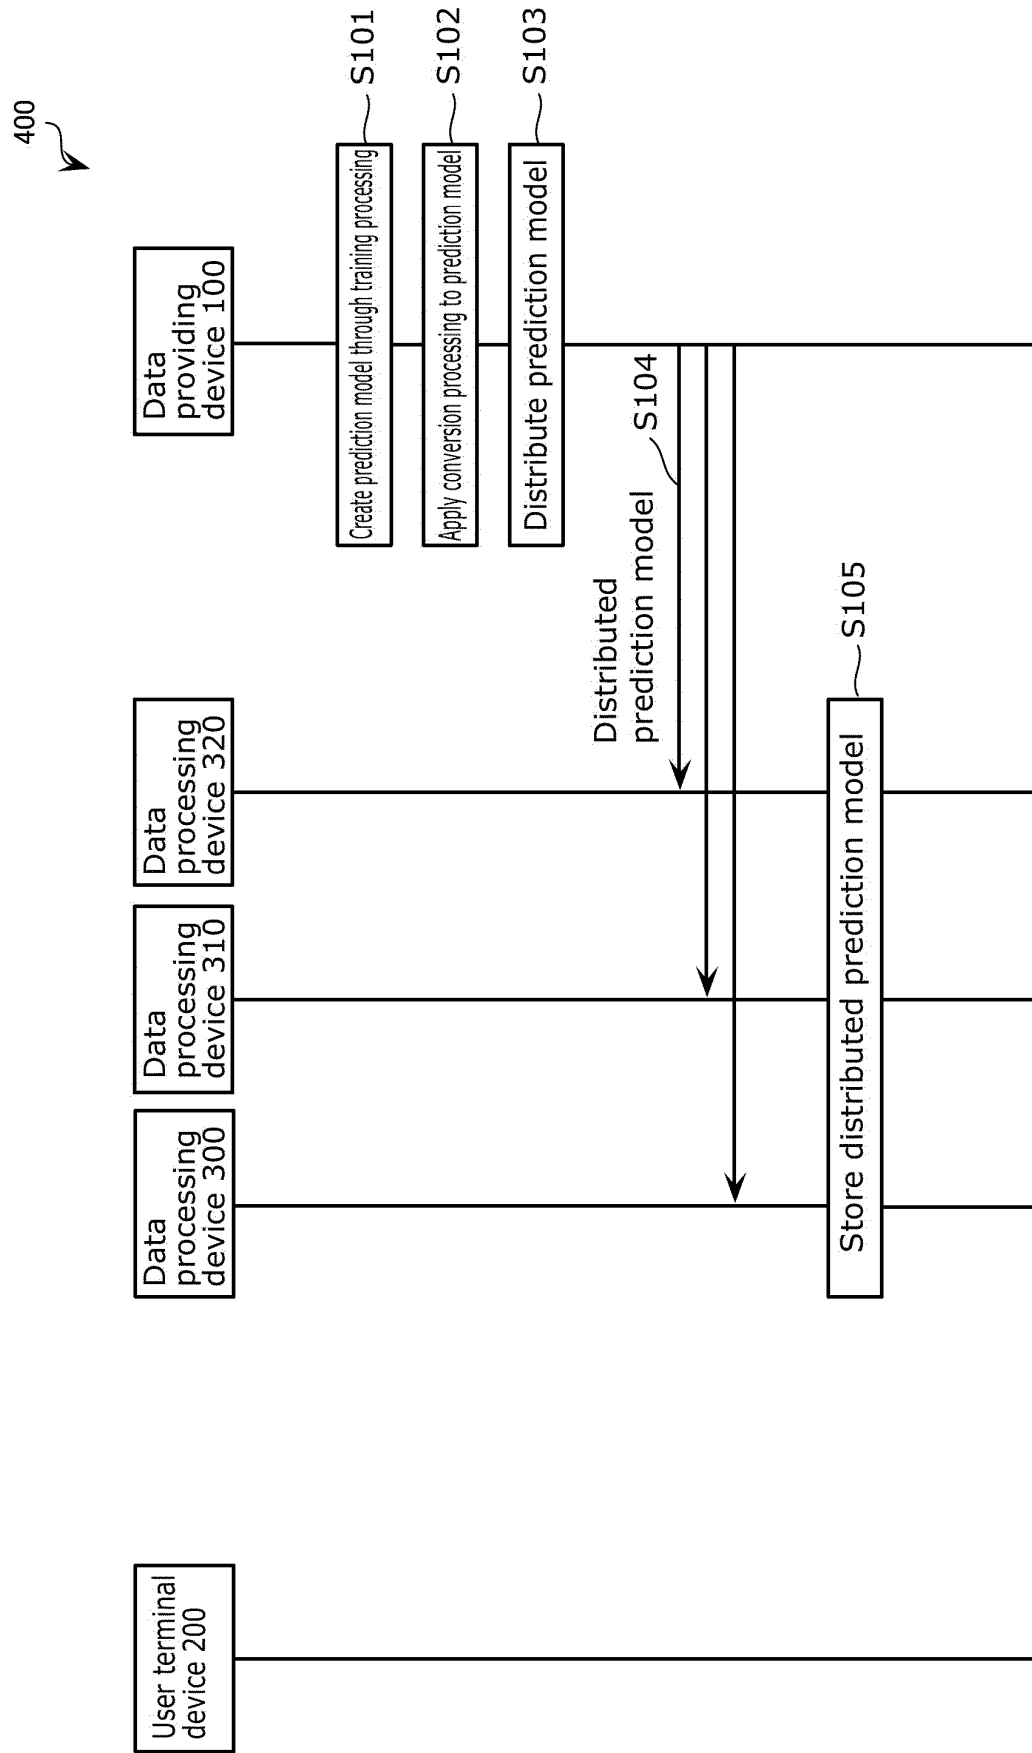 400
User terminal
device 200
Data
processing
device 300
Data
processing
device 310
Data
processing
device 320
Data
providing
device 100
Create prediction model through training processing
S101
Apply conversion processing to prediction model
S102
Distribute prediction model
S103
Distributed
prediction model
S104
Store distributed prediction model
S105